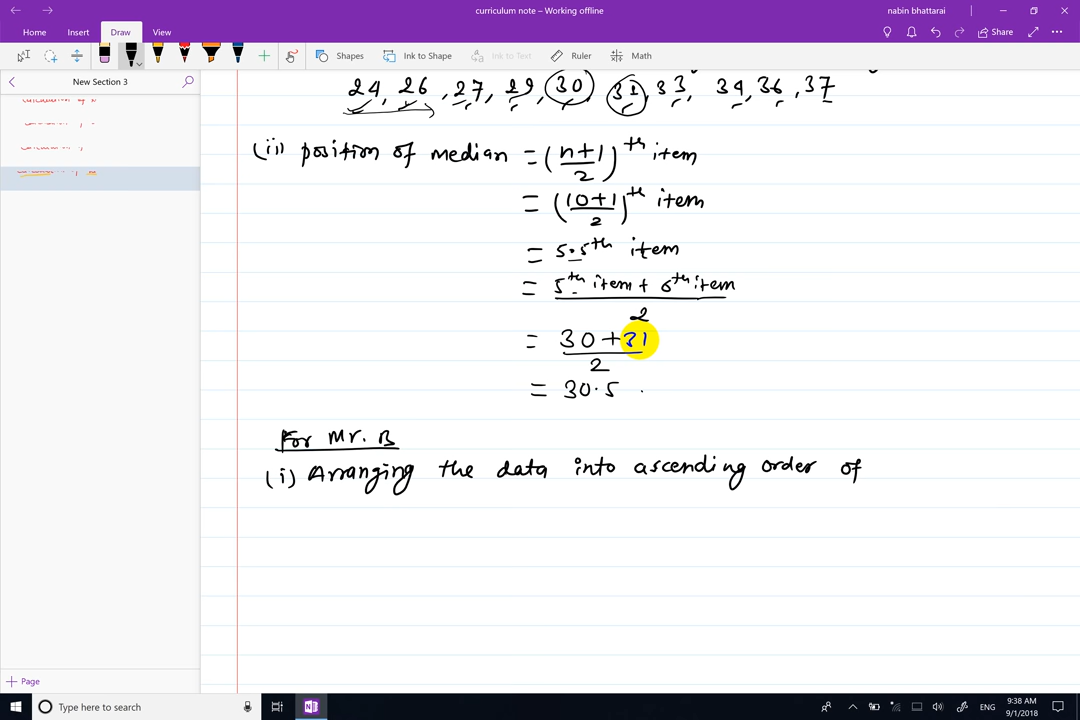 curriculum note – Working offline
nabin bhattarai
Home Insert Draw View
Share
Shapes Ink to Shape Ink to Text Ruler Math
New Section 3
24, 26, 27, 29, 30, 31, 33, 34, 36, 37
(ii) position of median = (n+1/2)th item
= (10+1/2)th item
= 5.5th item
= 5th item + 6th item
2
= 30+31
2
= 30.5
For Mr. B
(i) Arranging the data into ascending order of
Page
Type here to search
ENG
9:38 AM
9/1/2018